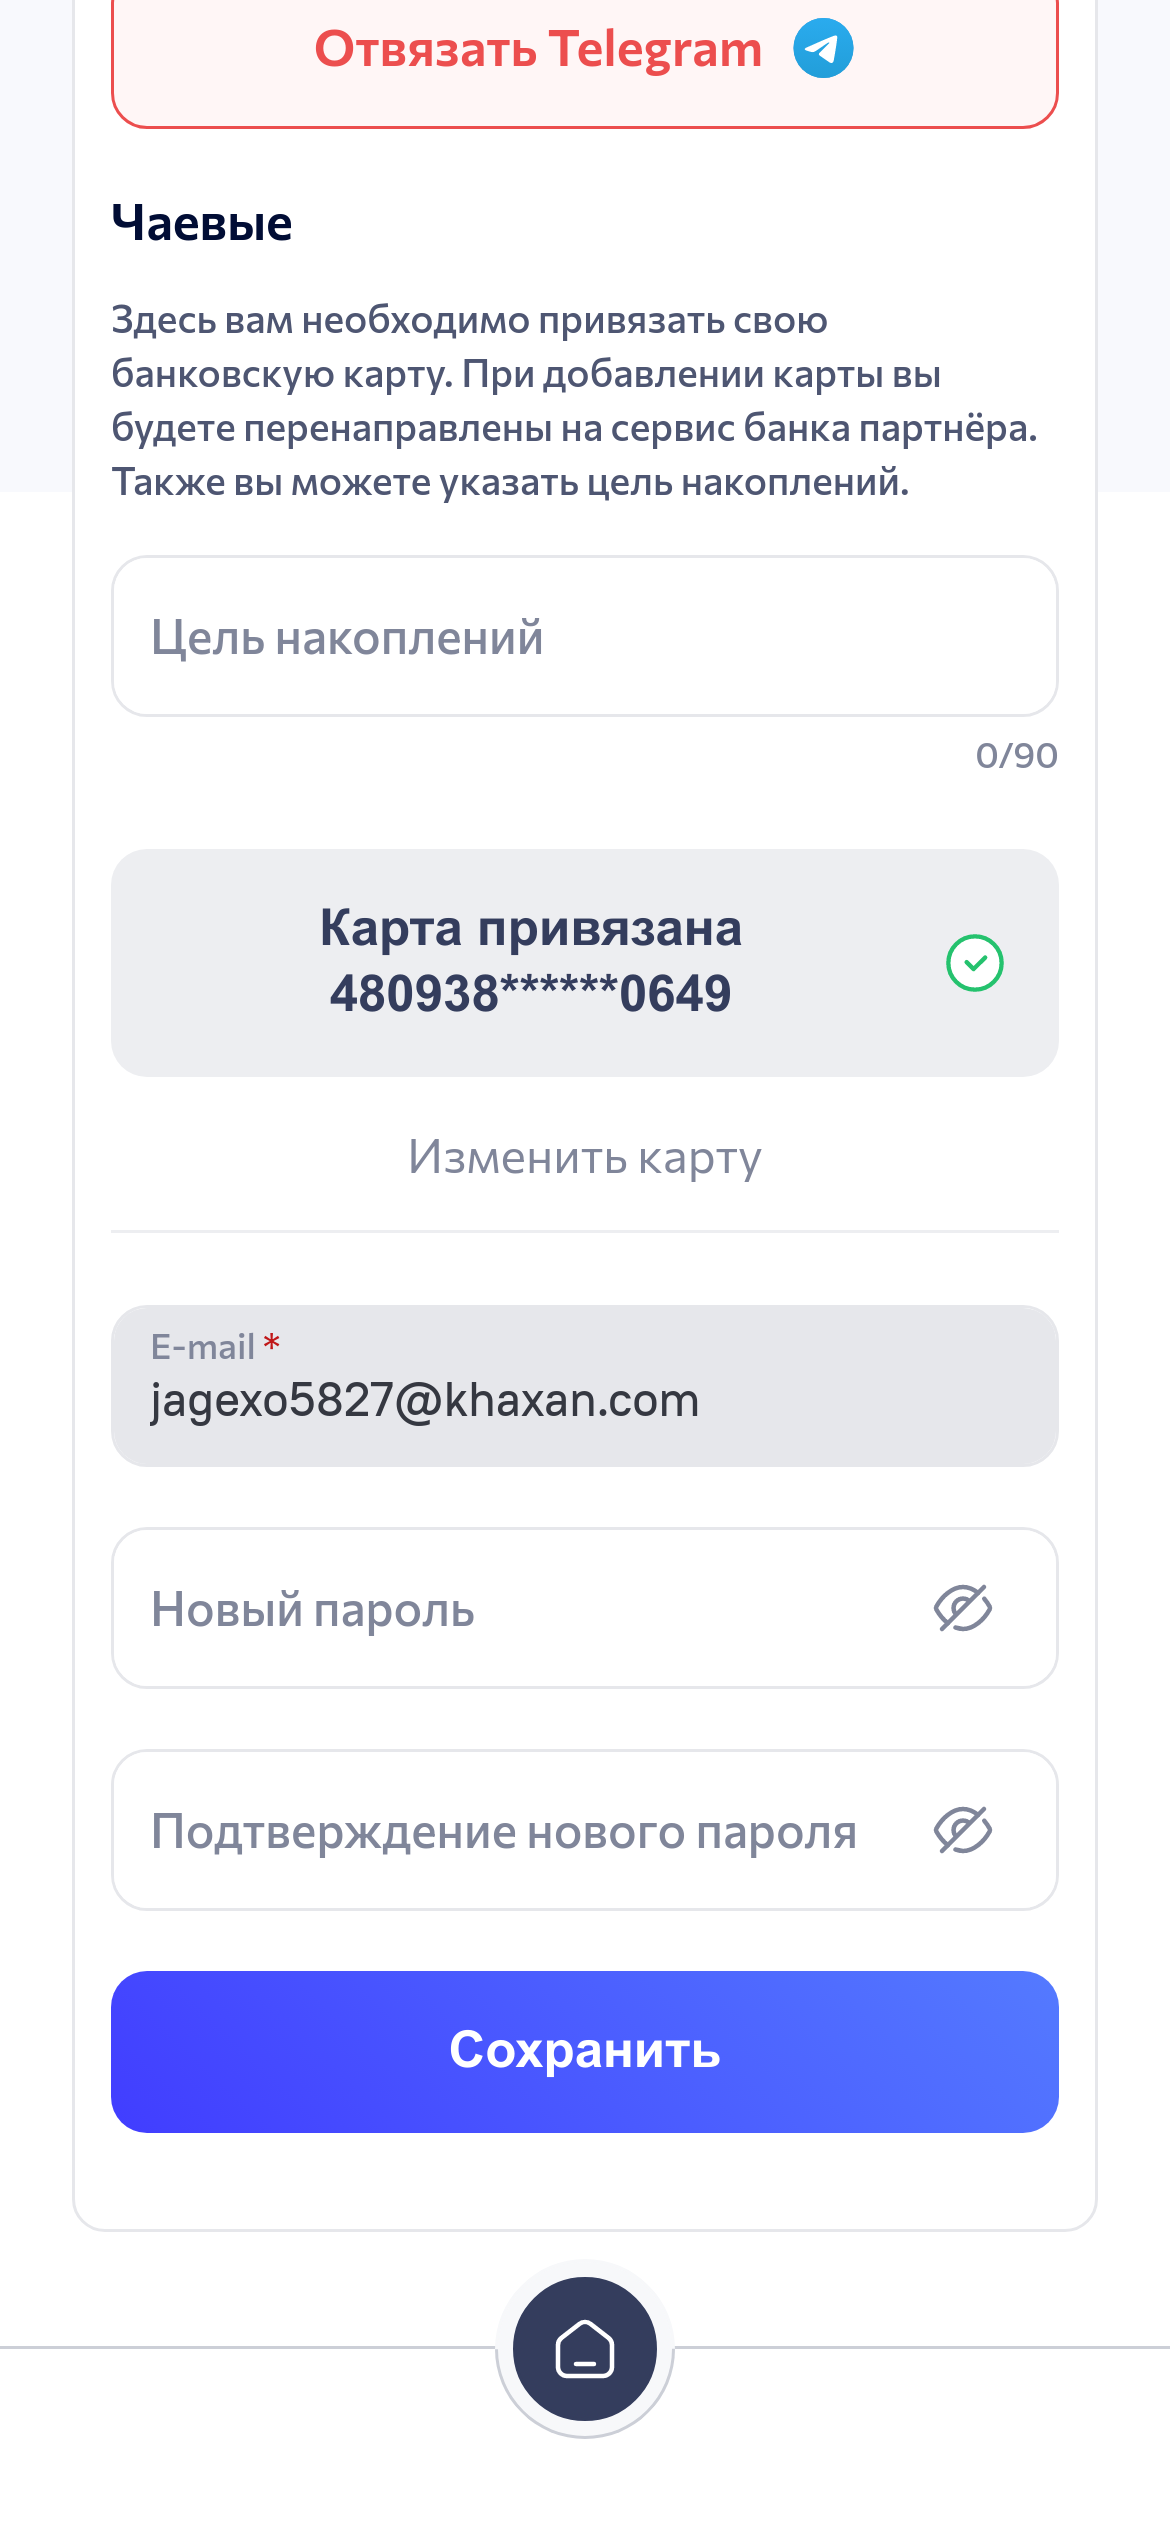 Отвязать Telegram
Чаевые
Здесь вам необходимо привязать свою
банковскую карту. При добавлении карты вы
будете перенаправлены на сервис банка партнёра.
Также вы можете указать цель накоплений.
Цель накоплений
0/90
Карта привязана
480938******0649
Изменить карту
E-mail *
jagexo5827@khaxan.com
Новый пароль
Подтверждение нового пароля
Сохранить